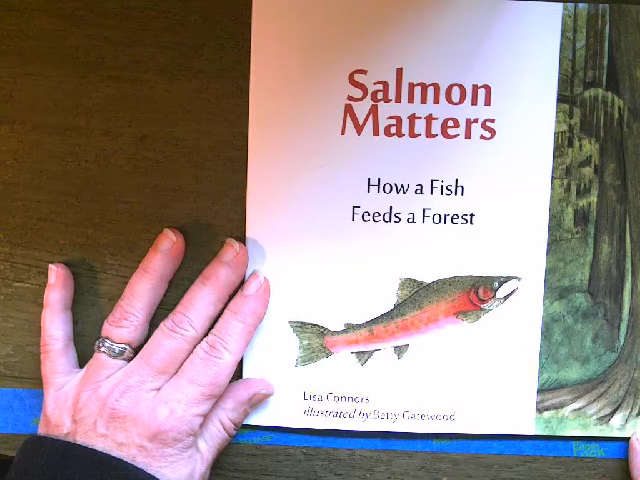 Salmon
Matters
How a Fish
Feeds a Forest
Lisa Connors
illustrated by Betty Gatewood